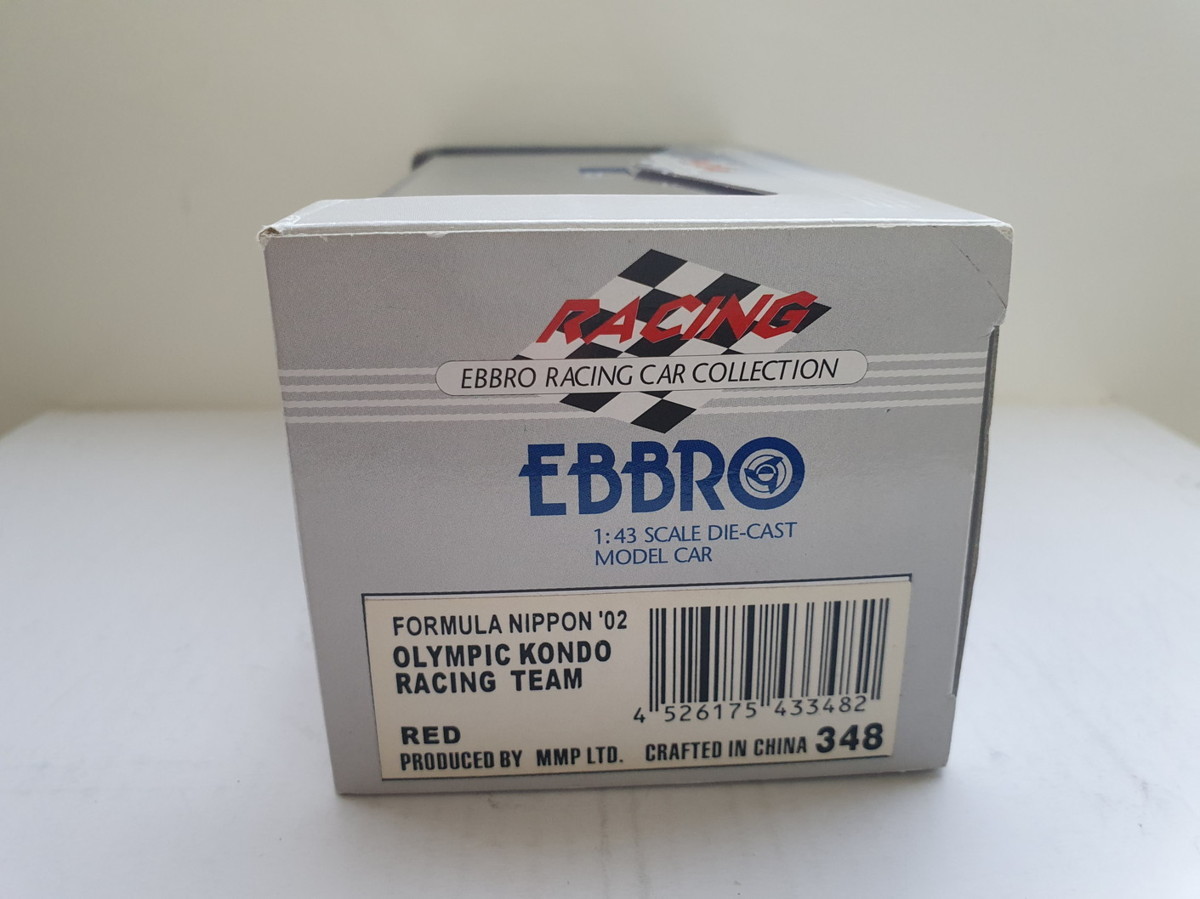 RACING
EBBRO RACING CAR COLLECTION
EBBRO
1:43 SCALE DIE-CAST
MODEL CAR
FORMULA NIPPON '02
OLYMPIC KONDO
RACING TEAM
4 526175 433482
RED
PRODUCED BY MMP LTD. CRAFTED IN CHINA 348